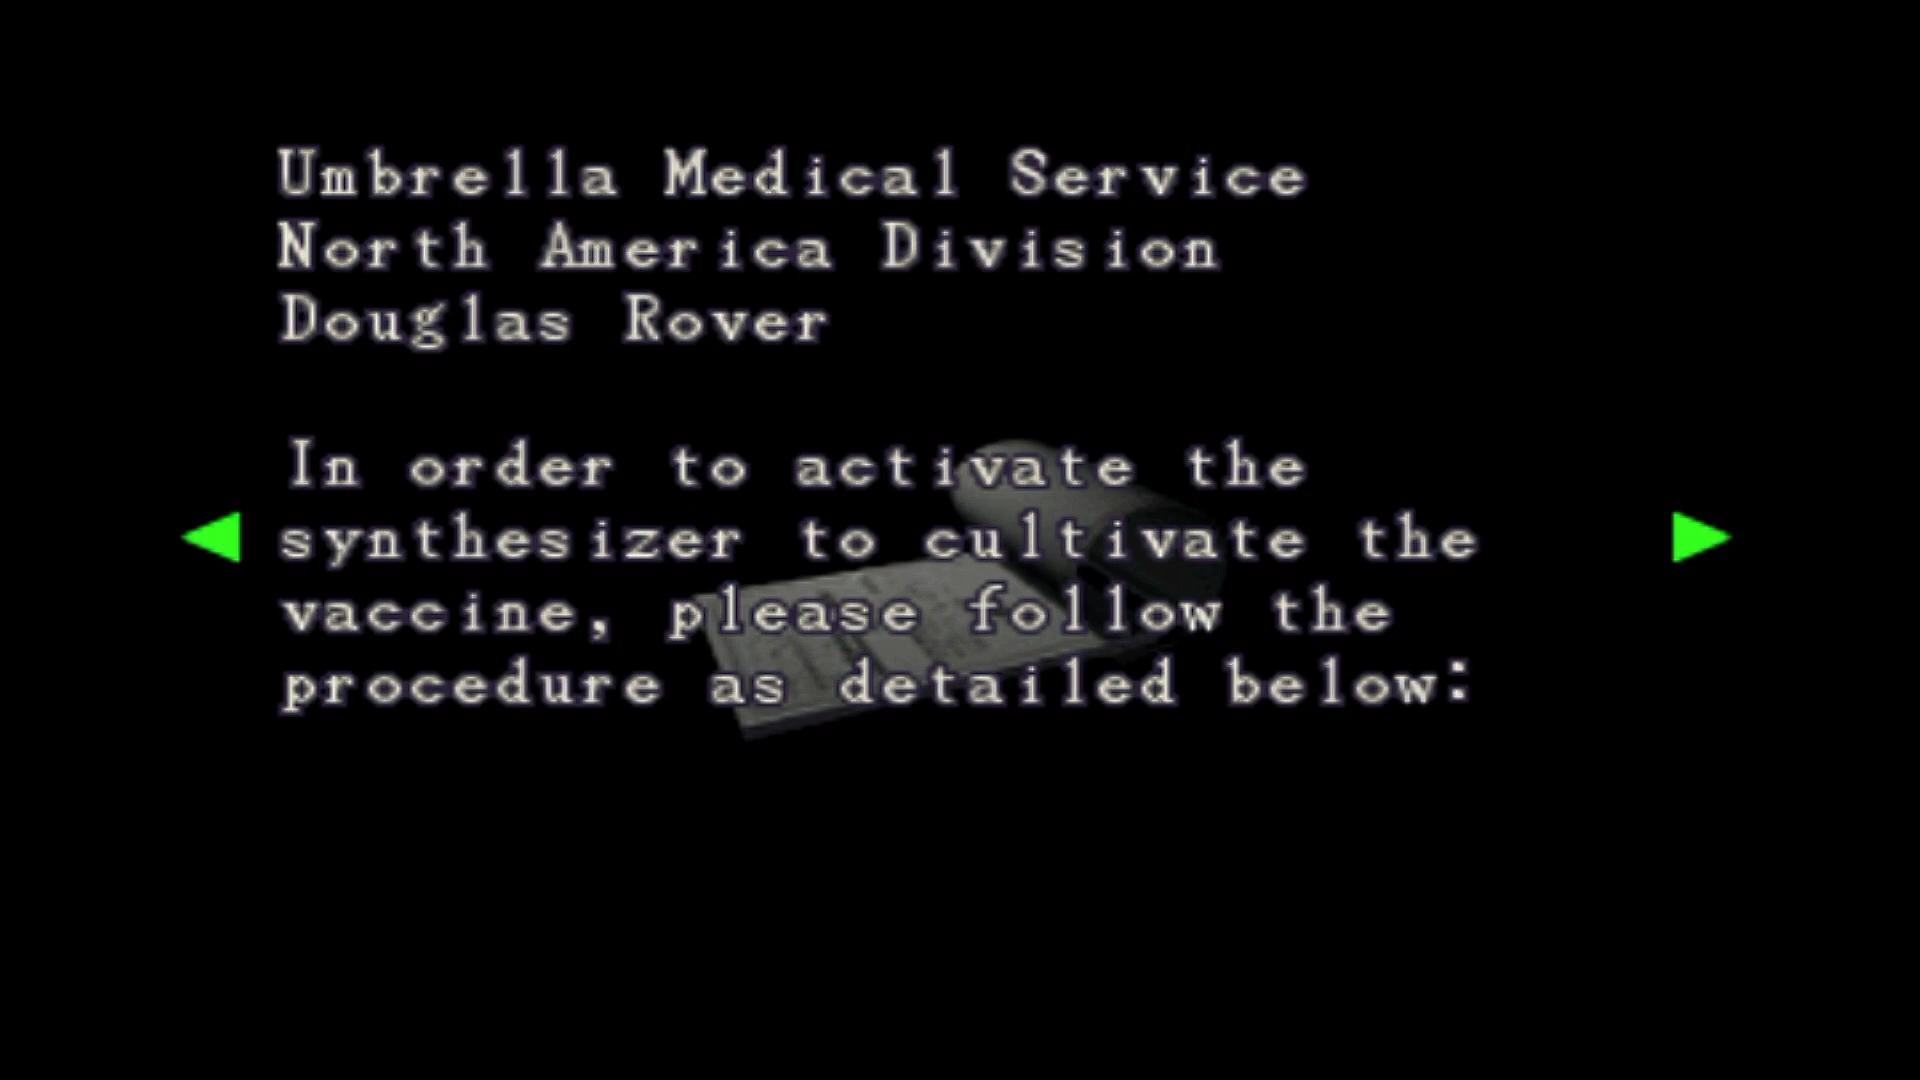 Umbrella Medical Service
North America Division
Douglas Rover
In order to activate the
synthesizer to cultivate the
vaccine, please follow the
procedure as detailed below: